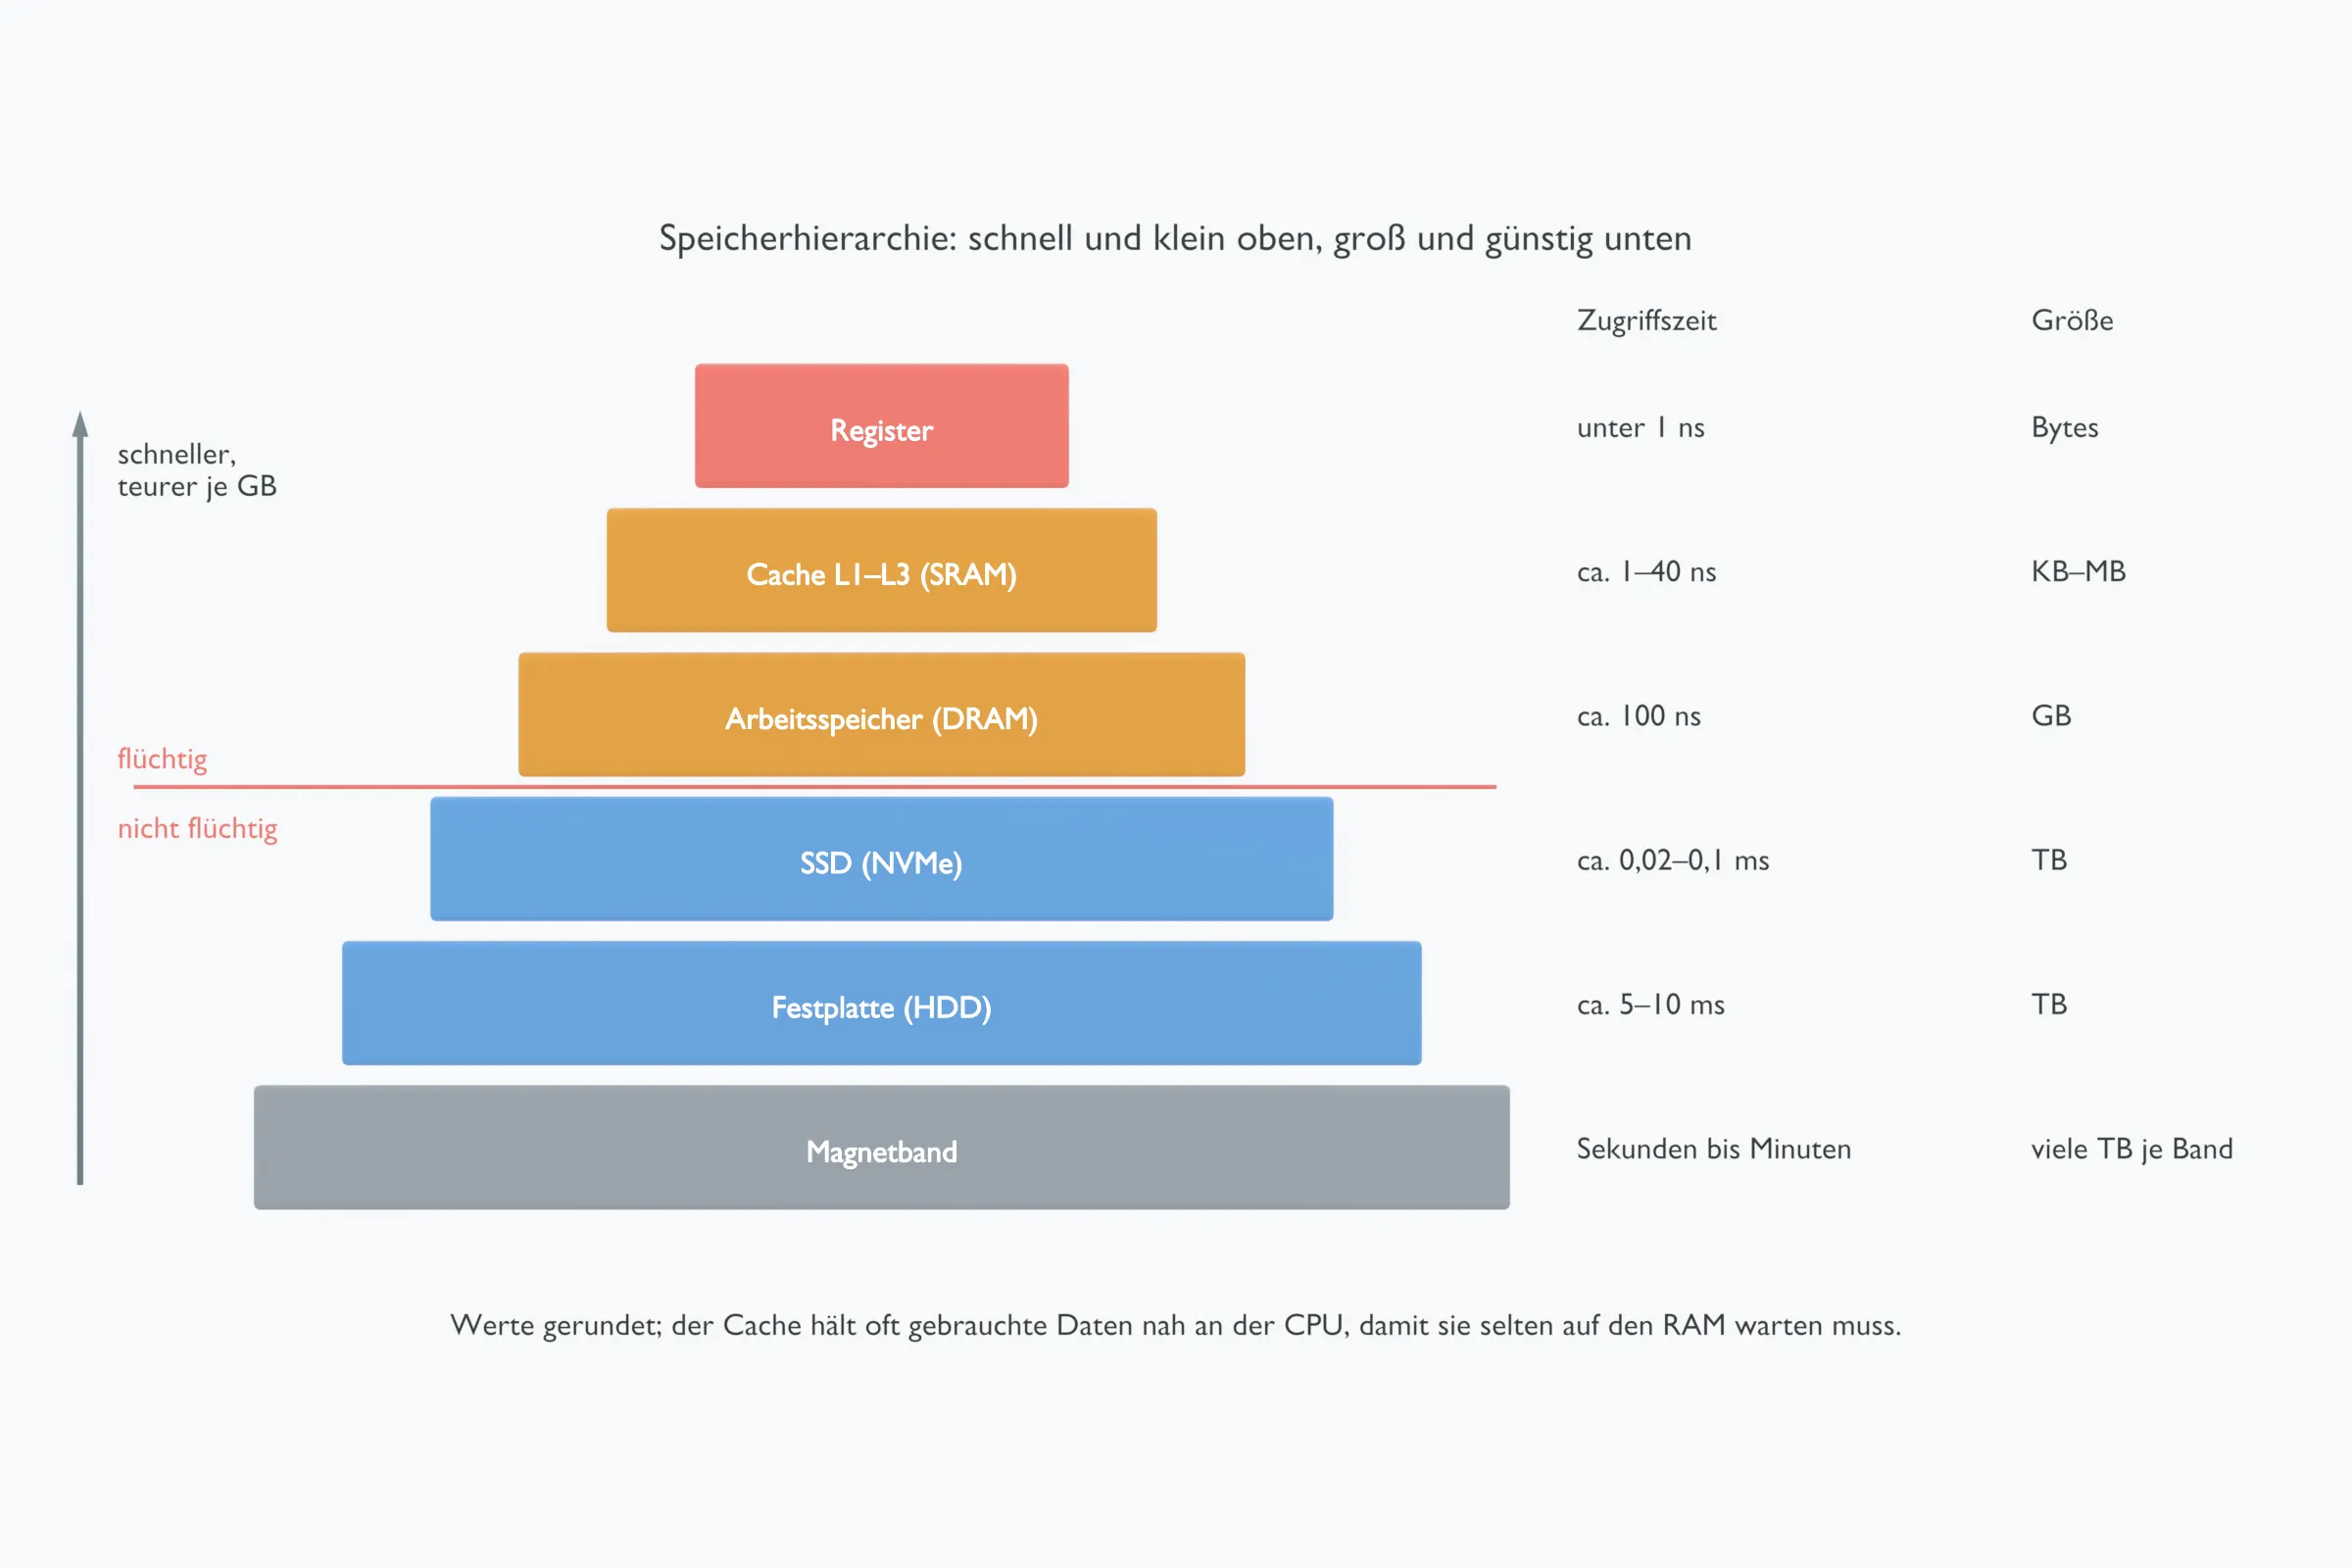 Speicherhierarchie: schnell und klein oben, groß und günstig unten
Zugriffszeit
Größe
Register
unter 1 ns
Bytes
schneller,
teurer je GB
Cache L1–L3 (SRAM)
ca. 1–40 ns
KB–MB
Arbeitsspeicher (DRAM)
ca. 100 ns
GB
flüchtig
nicht flüchtig
SSD (NVMe)
ca. 0,02–0,1 ms
TB
Festplatte (HDD)
ca. 5–10 ms
TB
Magnetband
Sekunden bis Minuten
viele TB je Band
Werte gerundet; der Cache hält oft gebrauchte Daten nah an der CPU, damit sie selten auf den RAM warten muss.